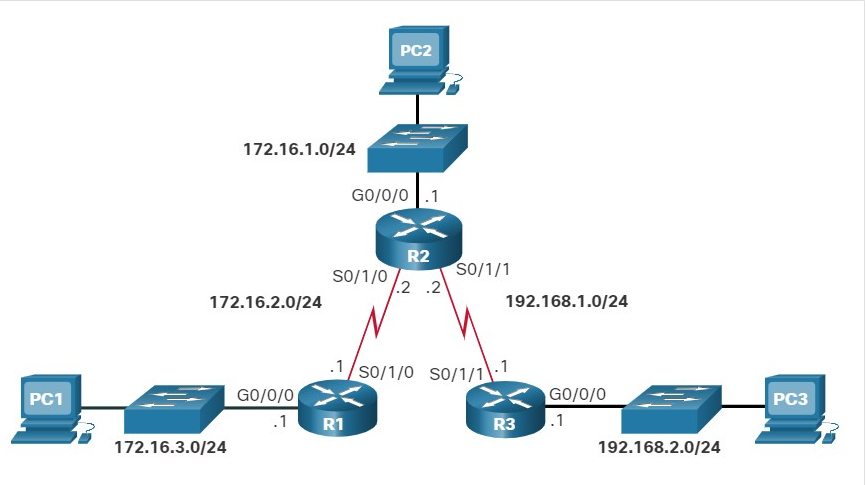 PC2
172.16.1.0/24
G0/0/0 .1
R2
S0/1/0 S0/1/1
.2 .2
172.16.2.0/24 192.168.1.0/24
.1 S0/1/0 S0/1/1 .1
PC1 G0/0/0 G0/0/0 PC3
.1 R1 R3 .1
172.16.3.0/24 192.168.2.0/24